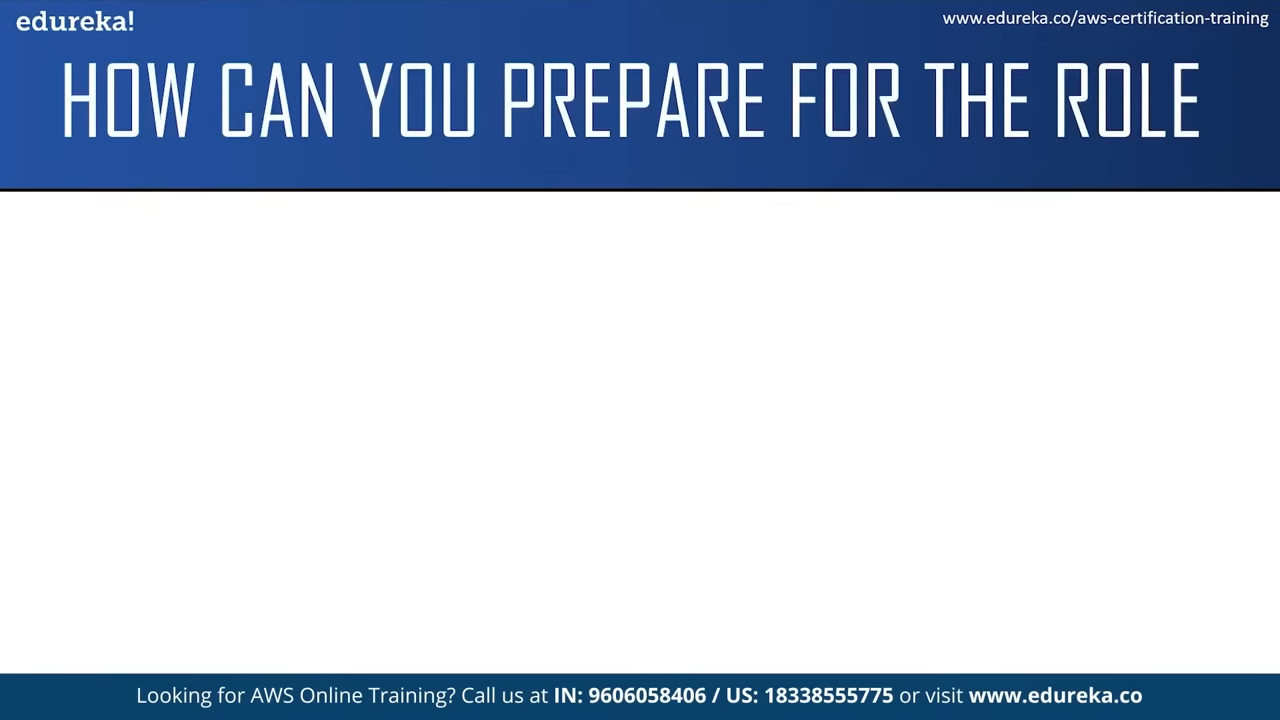 edureka!
www.edureka.co/aws-certification-training
HOW CAN YOU PREPARE FOR THE ROLE
Looking for AWS Online Training? Call us at IN: 9606058406 / US: 18338555775 or visit www.edureka.co